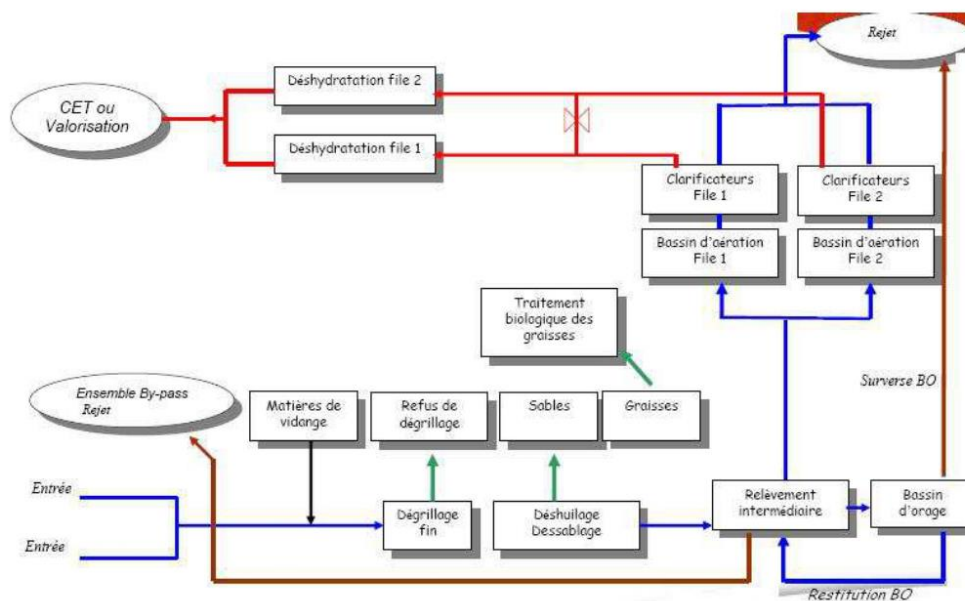 Rejet
Déshydratation file 2
CET ou
Valorisation
Déshydratation file 1
Clarificateurs
File 1
Clarificateurs
File 2
Bassin d'aération
File 1
Bassin d'aération
File 2
Traitement
biologique des
graisses
Surverse BO
Ensemble By-pass
Rejet
Matières de
vidange
Refus de
dégrillage
Sables
Graisses
Entrée
Entrée
Dégrillage
fin
Déshuilage
Dessablage
Relèvement
intermédiaire
Bassin
d'orage
Restitution BO